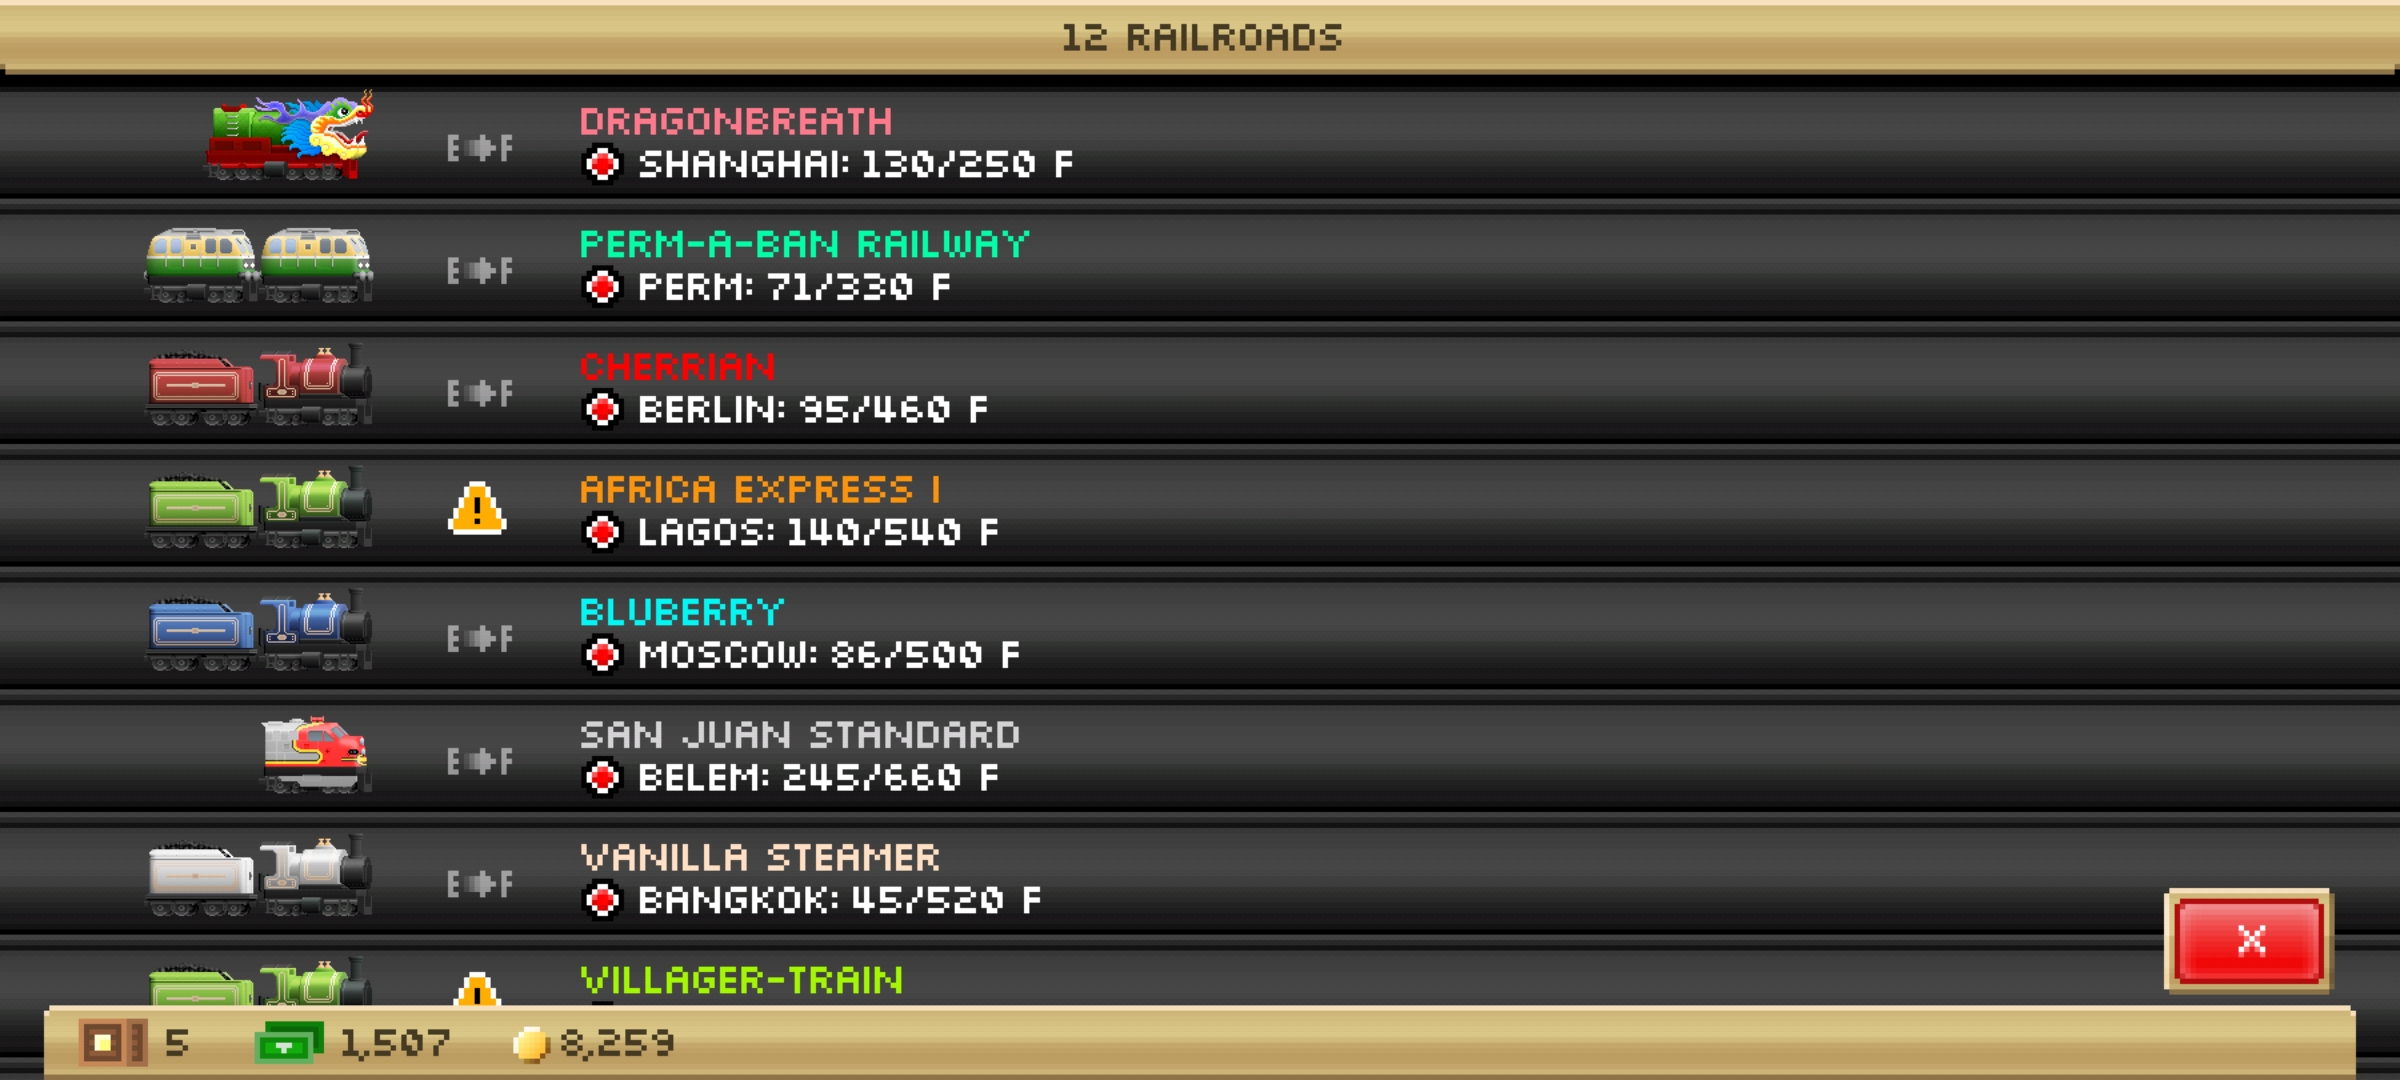 12 RAILROADS
DRAGONBREATH
E F
SHANGHAI: 130/250 F
PERM-A-BAN RAILWAY
E F
PERM: 71/330 F
CHERRIAN
E F
BERLIN: 95/460 F
AFRICA EXPRESS I
!
LAGOS: 140/540 F
BLUBERRY
E F
MOSCOW: 86/500 F
SAN JUAN STANDARD
E F
BELEM: 245/660 F
VANILLA STEAMER
E F
BANGKOK: 45/520 F
X
VILLAGER-TRAIN
!
5 1,507 8,259